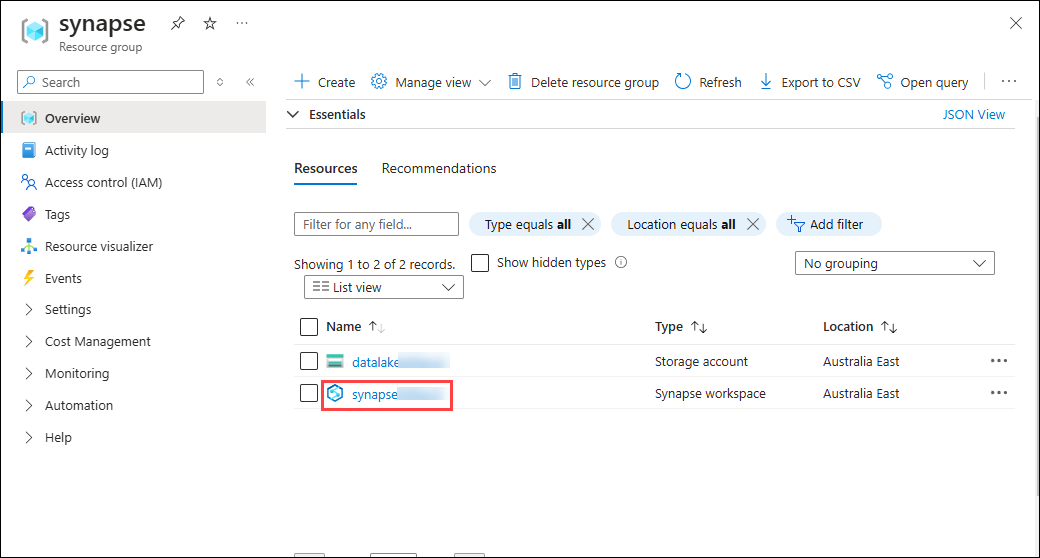 synapse
Resource group
Search
Overview
Activity log
Access control (IAM)
Tags
Resource visualizer
Events
Settings
Cost Management
Monitoring
Automation
Help
Create Manage view Delete resource group Refresh Export to CSV Open query
Essentials JSON View
Resources Recommendations
Filter for any field... Type equals all Location equals all Add filter
Showing 1 to 2 of 2 records. Show hidden types No grouping
List view
Name Type Location
datalake Storage account Australia East
synapse Synapse workspace Australia East